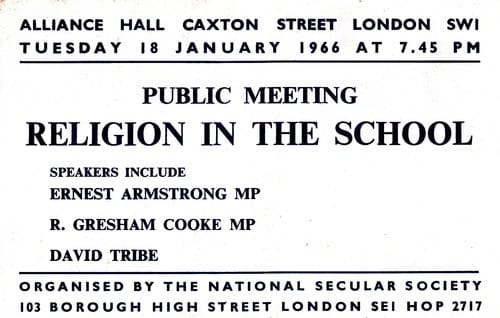 ALLIANCE HALL CAXTON STREET LONDON SW1
TUESDAY 18 JANUARY 1966 AT 7.45 PM
PUBLIC MEETING
RELIGION IN THE SCHOOL
SPEAKERS INCLUDE
ERNEST ARMSTRONG MP
R. GRESHAM COOKE MP
DAVID TRIBE
ORGANISED BY THE NATIONAL SECULAR SOCIETY
103 BOROUGH HIGH STREET LONDON SE1 HOP 2717